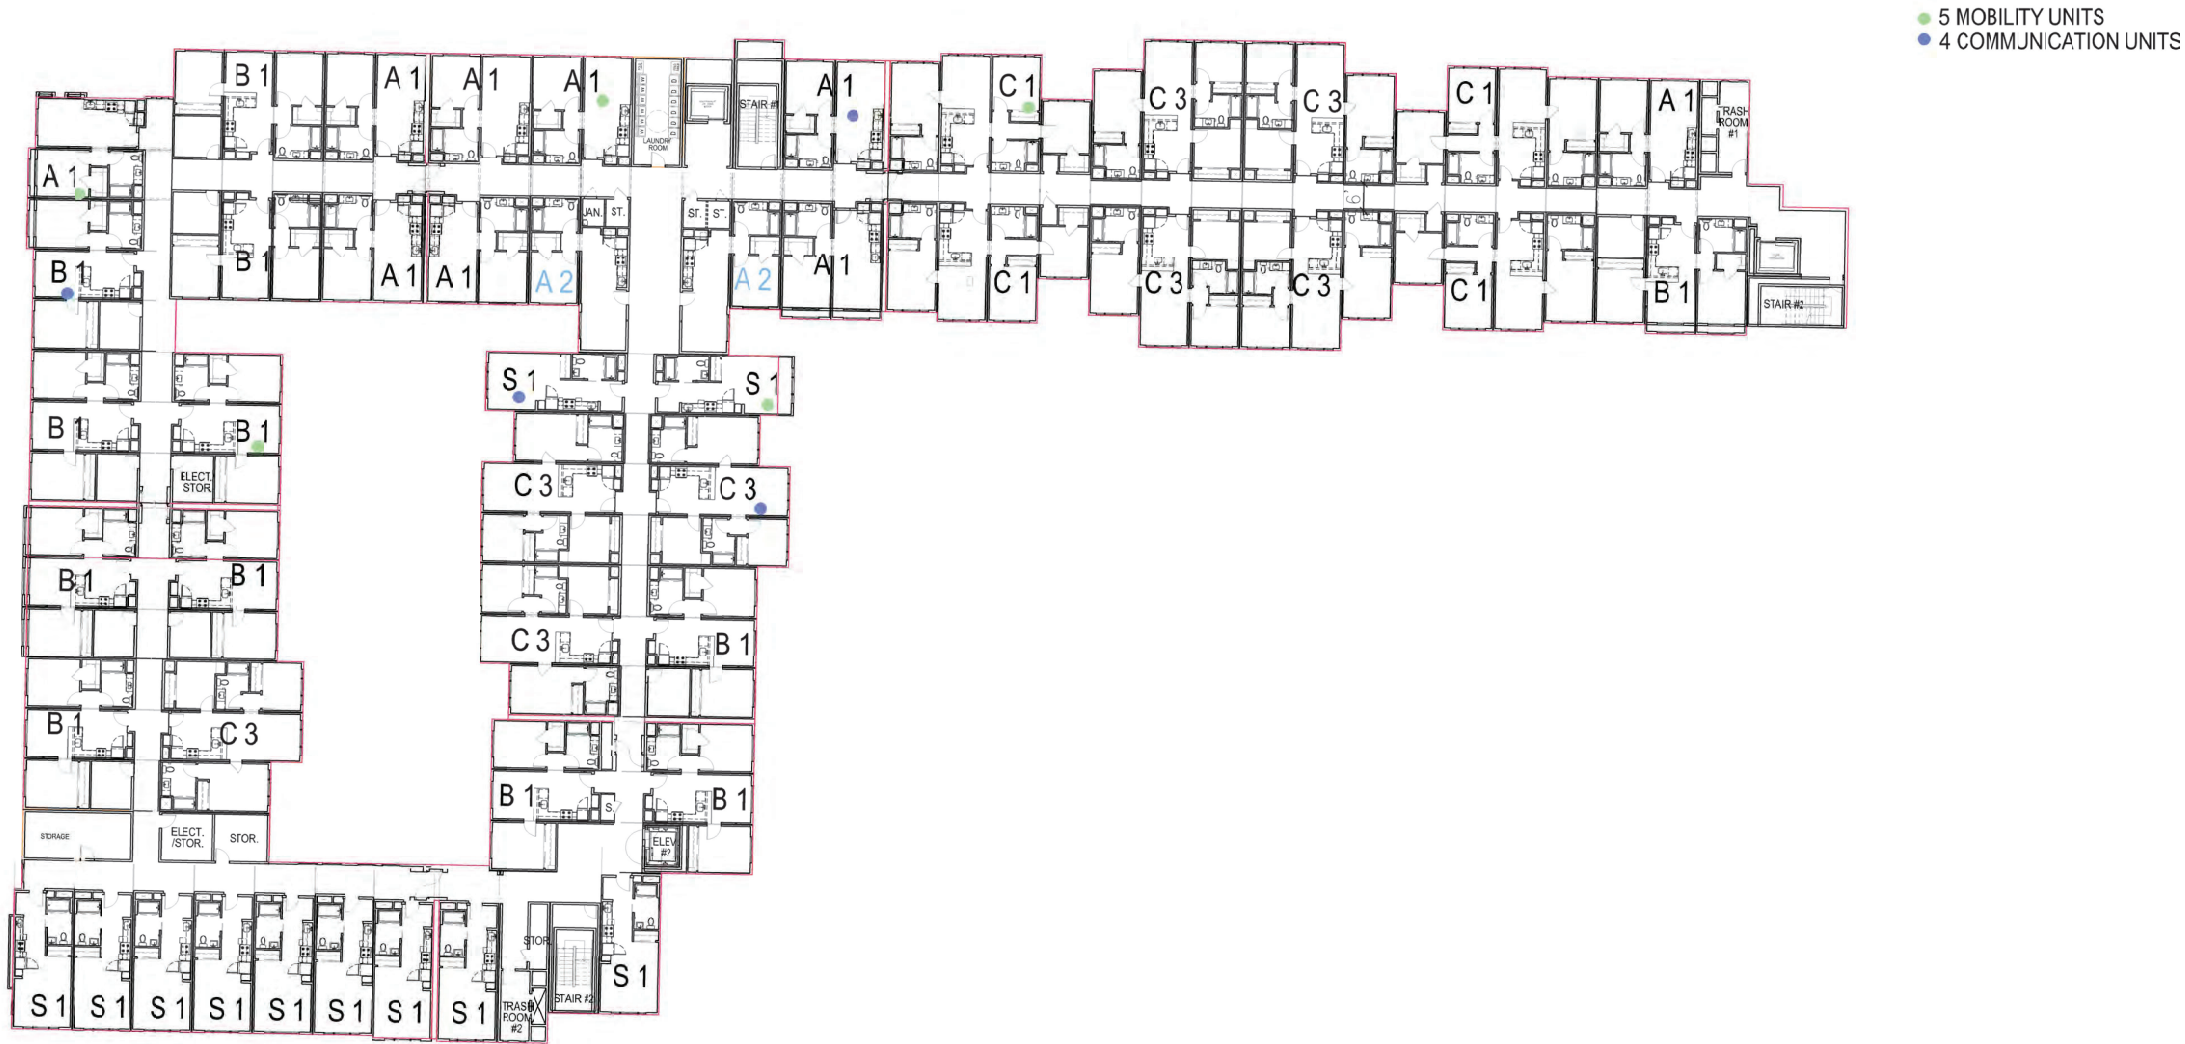 5 MOBILITY UNITS
4 COMMUNICATION UNITS
B 1
A 1
A 1
A 1
LAUNDRY
ROOM
STAIR #1
A 1
C 1
C 3
C 3
C 1
A 1
TRASH
ROOM
#1
A 1
B 1
B 1
A 1
A 1
A 2
JAN.
ST.
ST.
ST.
A 2
A 1
C 1
C 3
C 3
C 1
B 1
STAIR #2
S 1
S 1
B 1
B 1
ELECT.
STOR.
C 3
C 3
B 1
B 1
C 3
B 1
B 1
C 3
B 1
B 1
S.
STORAGE
ELECT.
/STOR.
STOR.
ELEV.
#2
STOR.
S 1
S 1
S 1
S 1
S 1
S 1
S 1
S 1
S 1
TRASH
ROOM
#2
STAIR #2